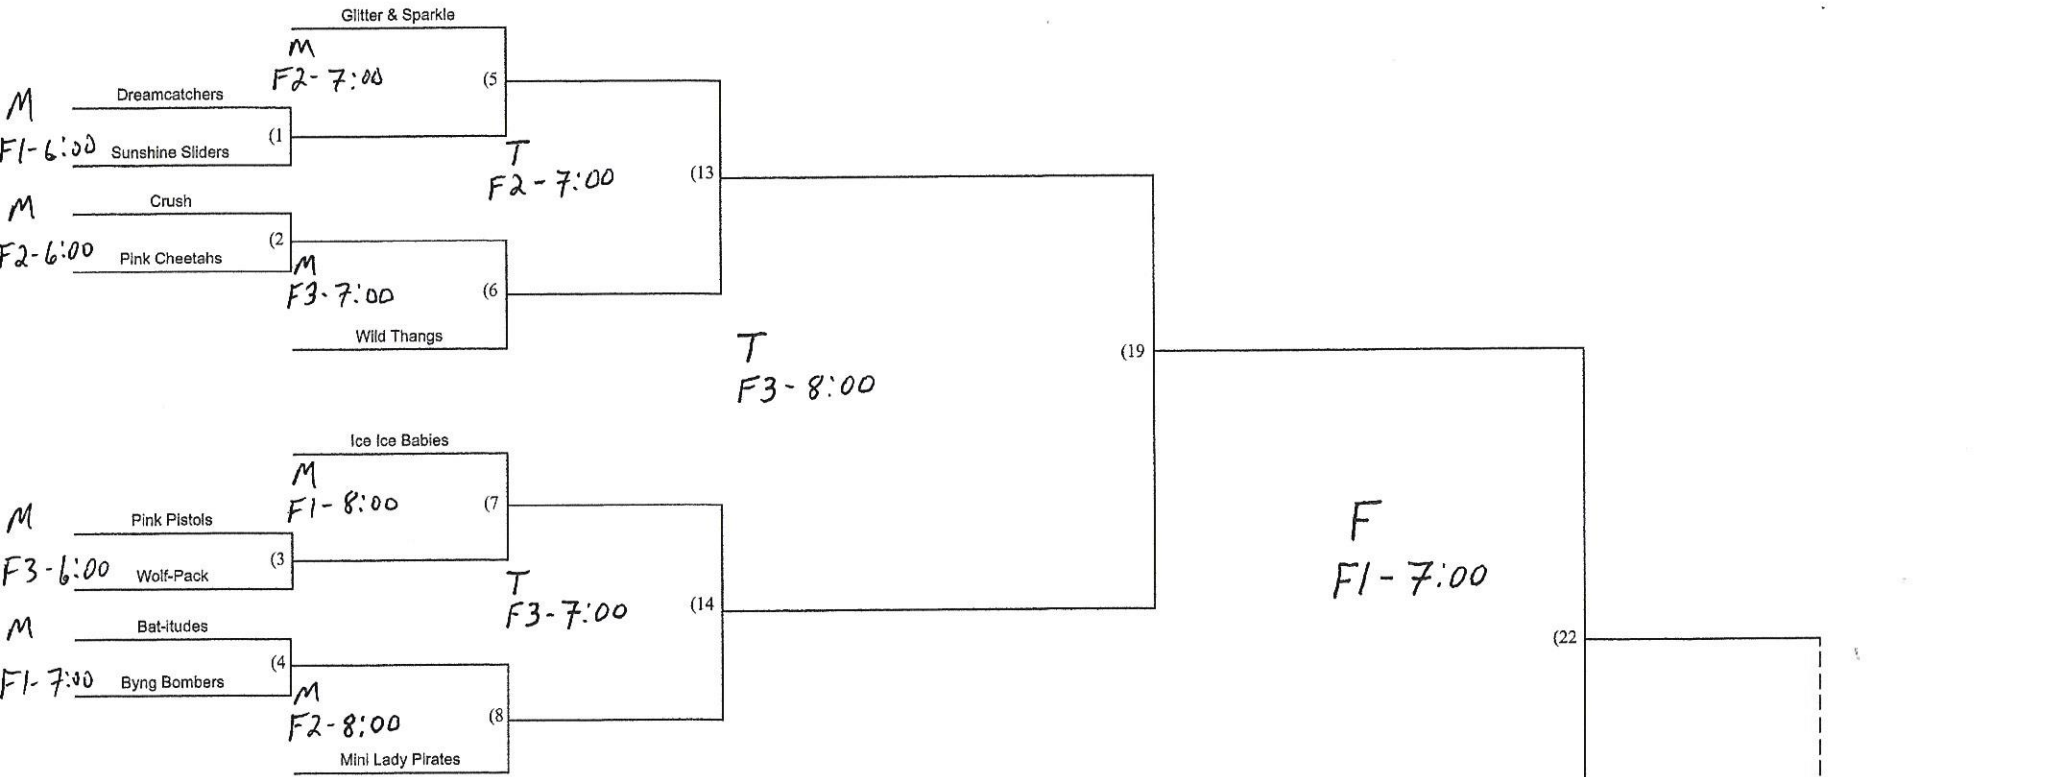 Glitter & Sparkle
M
F2-7:00
(5
M
Dreamcatchers
(1
F1-6:00
Sunshine Sliders
T
F2-7:00
(13
M
Crush
(2
F2-6:00
Pink Cheetahs
M
F3-7:00
(6
Wild Thangs
T
F3-8:00
(19
Ice Ice Babies
M
F1-8:00
(7
M
Pink Pistols
(3
F3-6:00
Wolf-Pack
T
F3-7:00
(14
F
F1-7:00
M
Bat-itudes
(4
F1-7:00
Byng Bombers
(22
M
F2-8:00
(8
Mini Lady Pirates